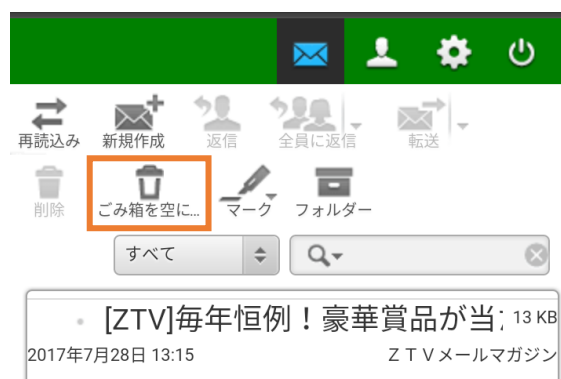 再読込み 新規作成 返信 全員に返信 転送
削除 ごみ箱を空に... マーク フォルダー
すべて
[ZTV]毎年恒例！豪華賞品が当 13 KB
2017年7月28日 13:15 ＺＴＶメールマガジン